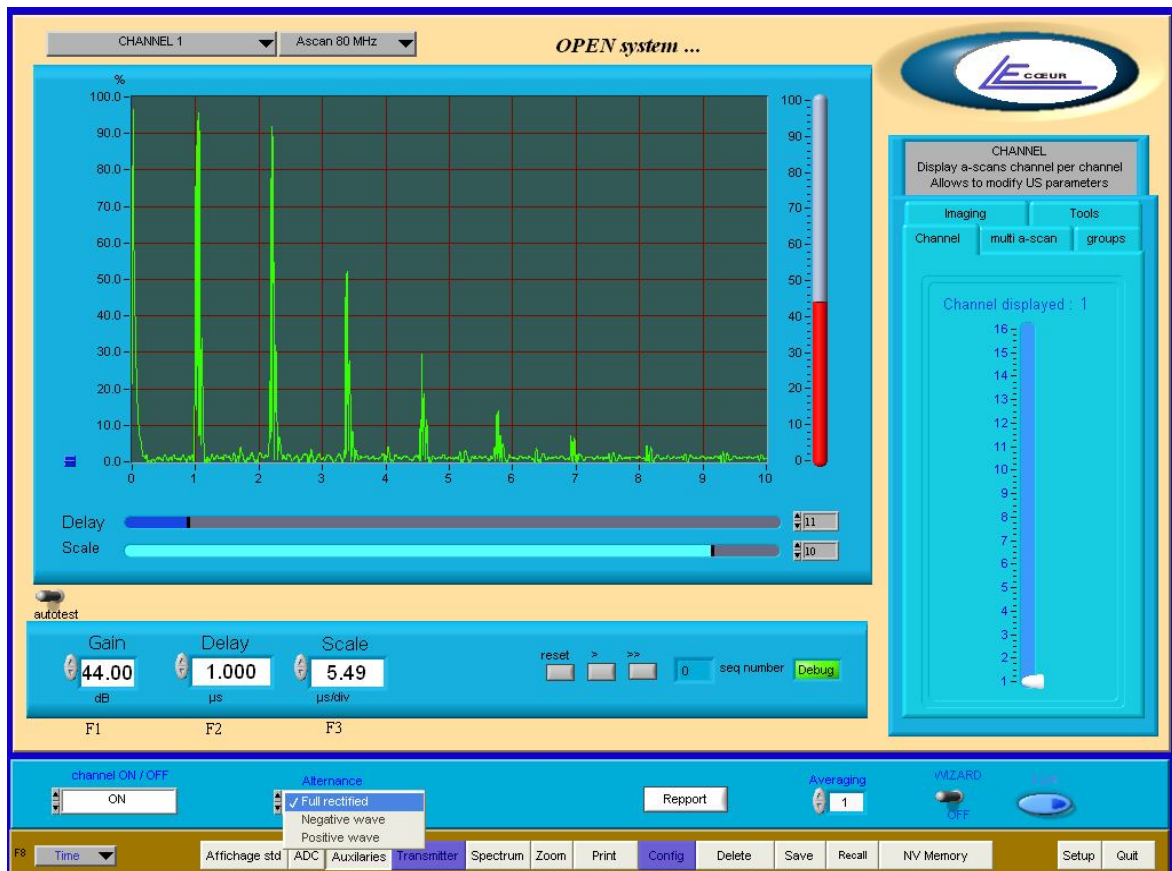 CHANNEL 1
Ascan 80 MHz
OPEN system ...
LECŒUR
%
100.0
90.0
80.0
70.0
60.0
50.0
40.0
30.0
20.0
10.0
0.0
0 1 2 3 4 5 6 7 8 9 10
100
90
80
70
60
50
40
30
20
10
0
Delay
11
Scale
10
CHANNEL
Display a-scans channel per channel
Allows to modify US parameters
Imaging Tools
Channel multi a-scan groups
Channel displayed : 1
16
15
14
13
12
11
10
9
8
7
6
5
4
3
2
1
autotest
Gain Delay Scale
44.00 1.000 5.49
dB µs µs/div
F1 F2 F3
reset > >>
0 seq number Debug
channel ON / OFF
ON
Alternance
✓ Full rectified
Negative wave
Positive wave
Repport
Averaging
1
WIZARD
OFF
F8 Time Affichage std ADC Auxilaries Transmitter Spectrum Zoom Print Config Delete Save Recall NV Memory Setup Quit